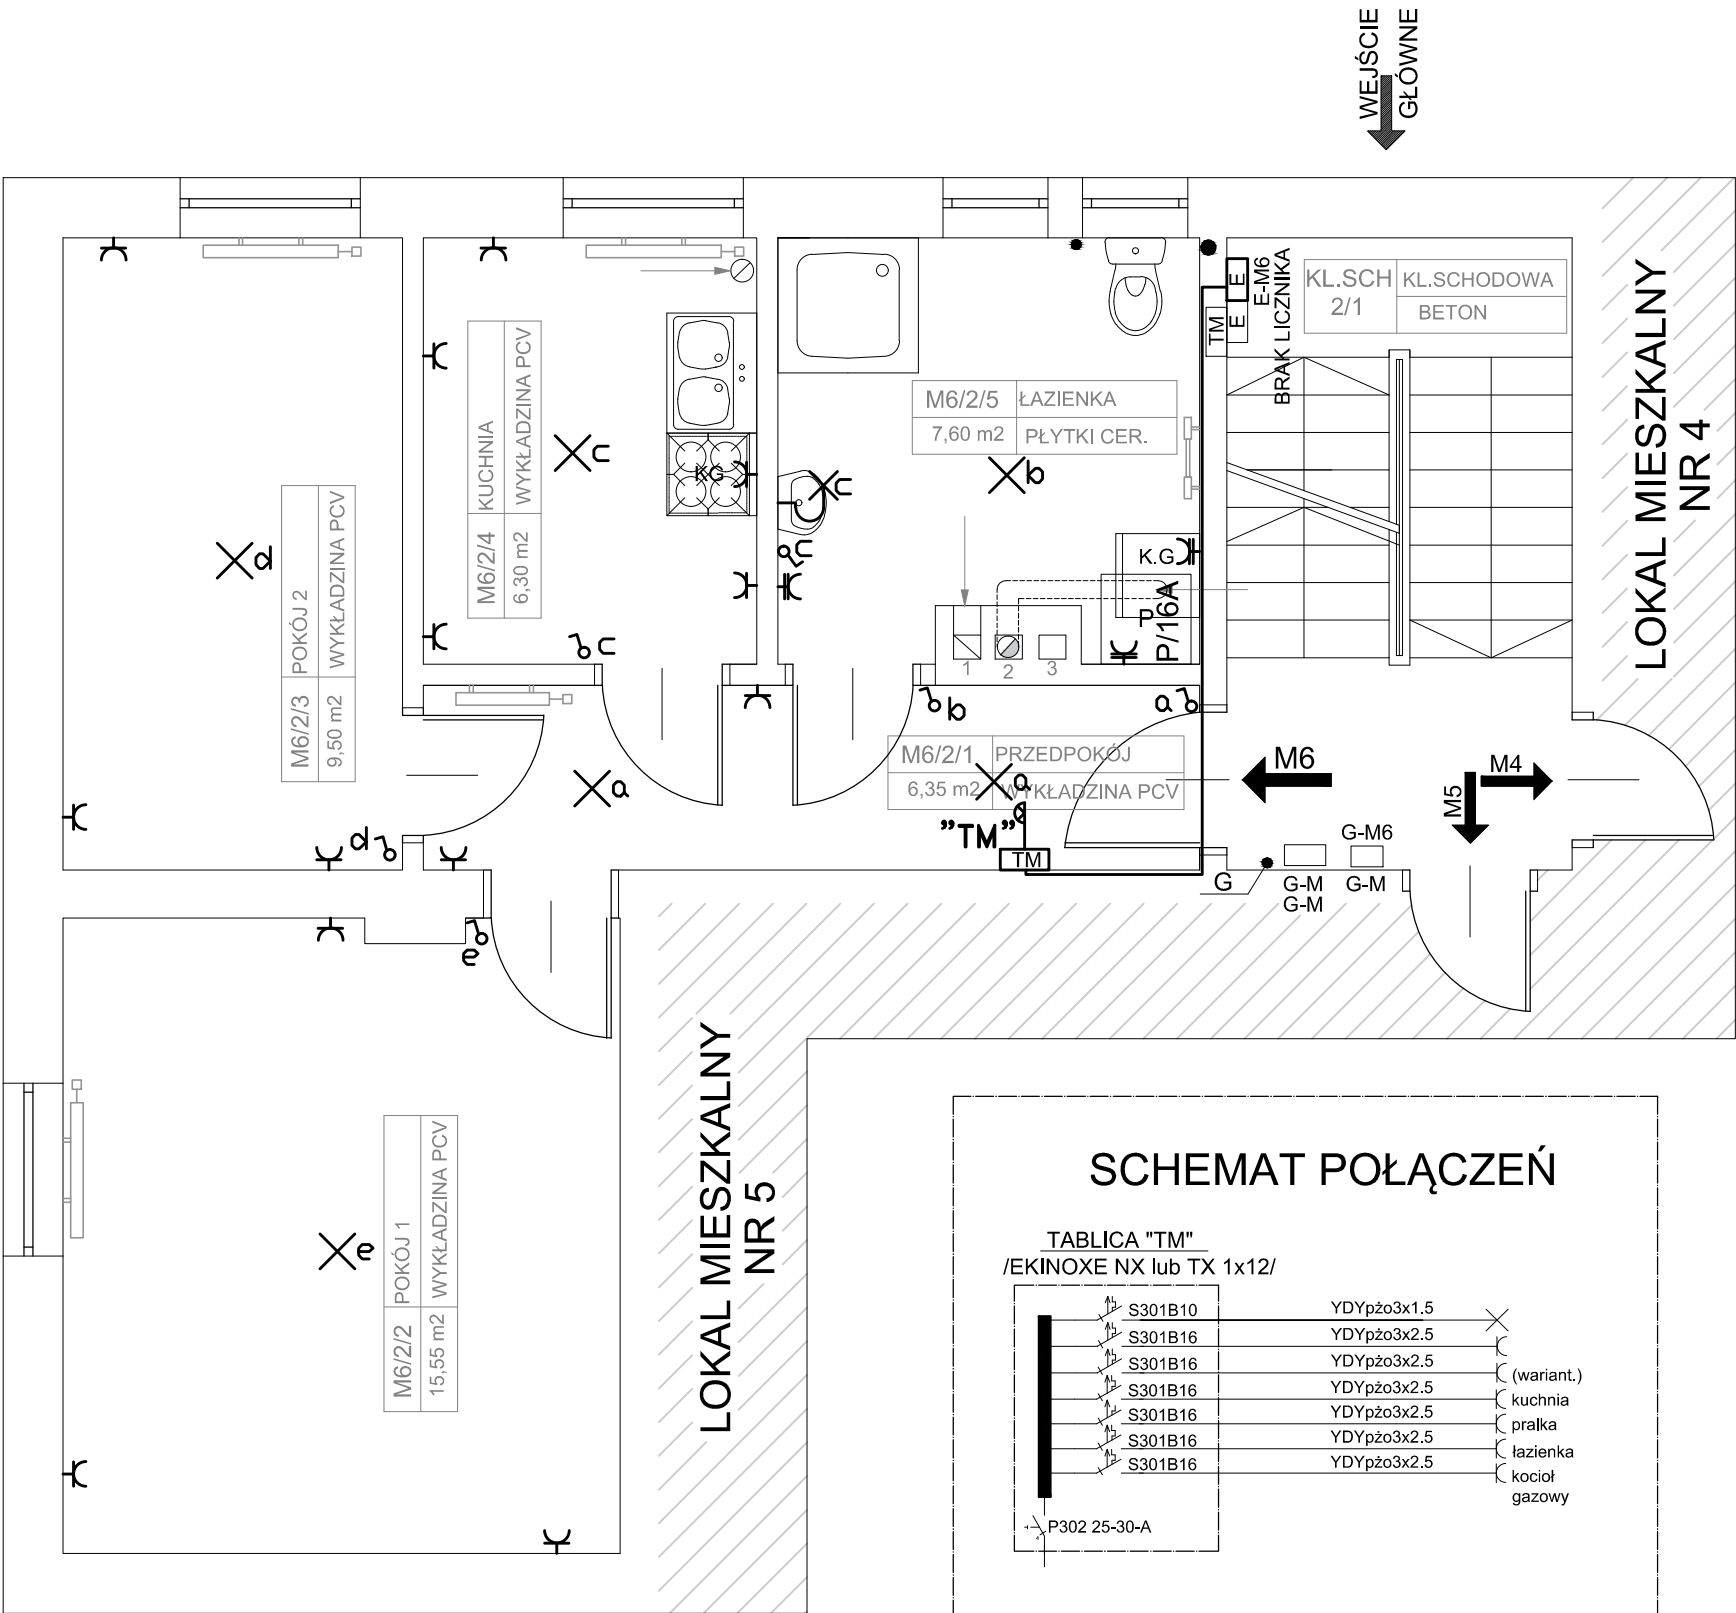 WEJŚCIE
GŁÓWNE
E
E
TM
E-M6
BRAK LICZNIKA
KL.SCH
2/1
KL.SCHODOWA
BETON
LOKAL MIESZKALNY
NR 4
M6/2/5
ŁAZIENKA
7,60 m2
PŁYTKI CER.
M6/2/4
KUCHNIA
6,30 m2
WYKŁADZINA PCV
KG
c
c
b
c
c
M6/2/3
POKÓJ 2
9,50 m2
WYKŁADZINA PCV
d
K.G
P
P/16A
1
2
3
b
a
M6/2/1
PRZEDPOKÓJ
6,35 m2
WYKŁADZINA PCV
a
a
"TM"
TM
M6
M4
M5
d
e
G
G-M
G-M
G-M6
G-M
LOKAL MIESZKALNY
NR 5
M6/2/2
POKÓJ 1
15,55 m2
WYKŁADZINA PCV
e
SCHEMAT POŁĄCZEŃ
TABLICA "TM"
/EKINOXE NX lub TX 1x12/
S301B10 YDYpżo3x1.5
S301B16 YDYpżo3x2.5
S301B16 YDYpżo3x2.5 (wariant.)
S301B16 YDYpżo3x2.5 kuchnia
S301B16 YDYpżo3x2.5 pralka
S301B16 YDYpżo3x2.5 łazienka
S301B16 YDYpżo3x2.5 kocioł
gazowy
P302 25-30-A